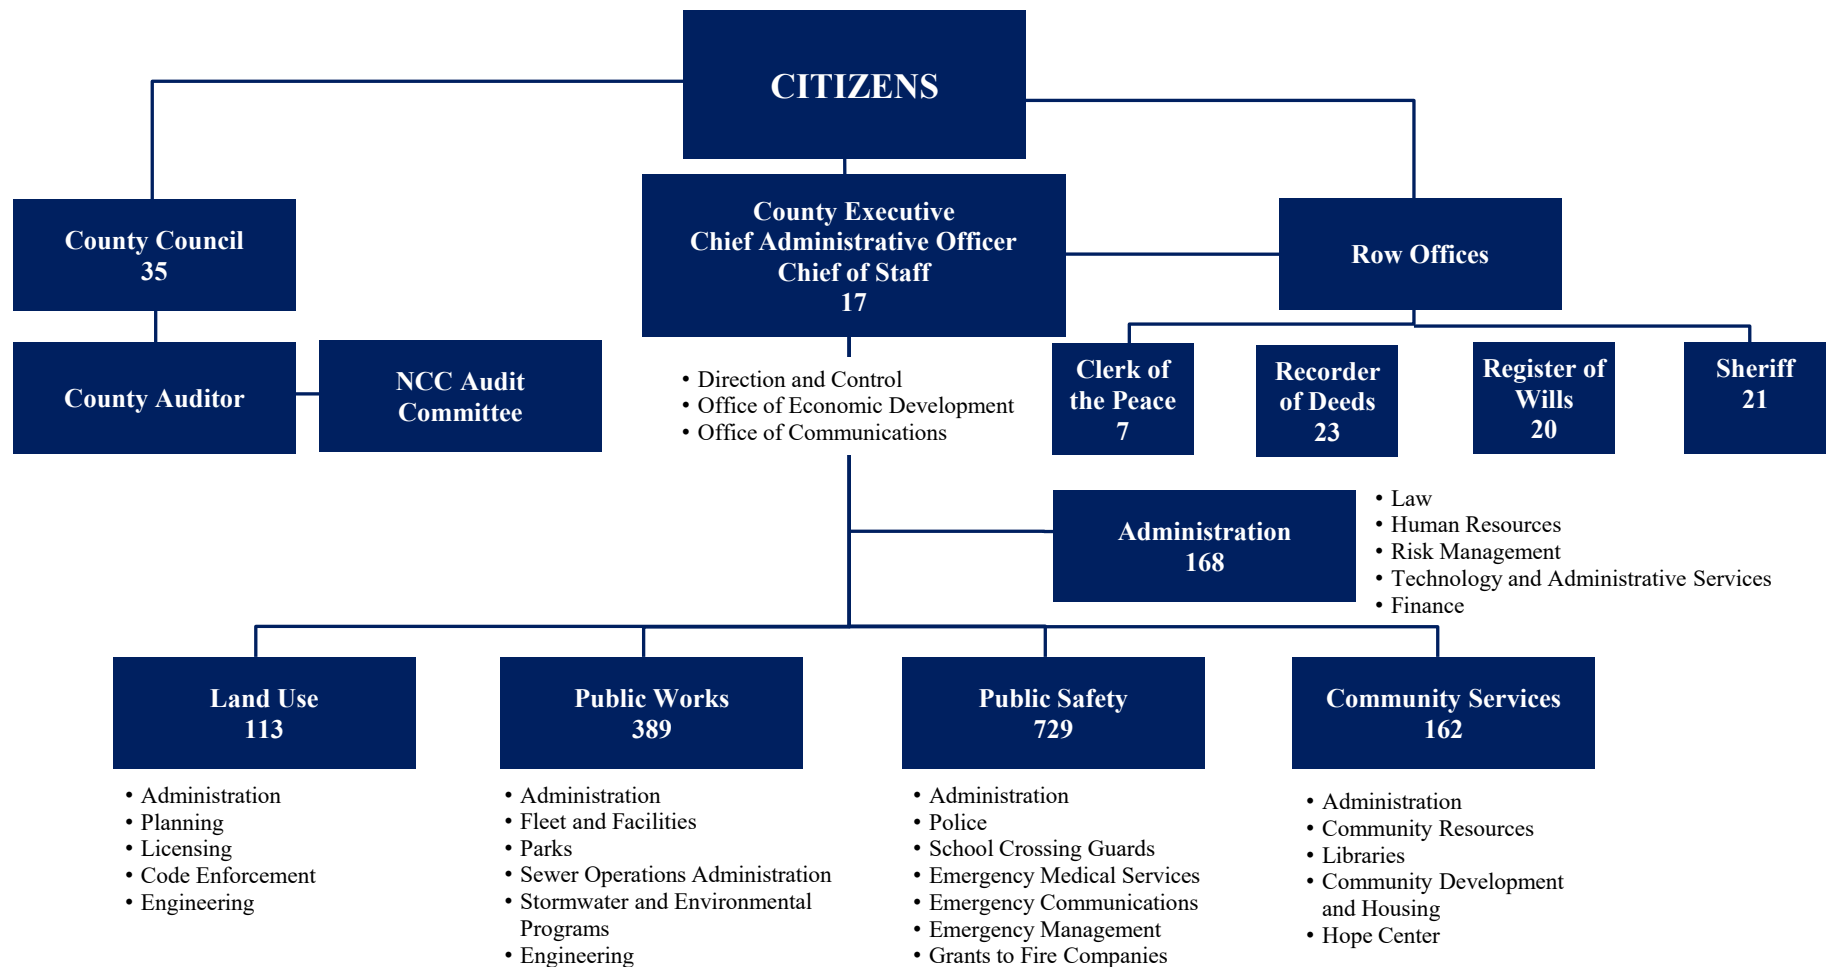 CITIZENS
County Council
35
County Executive
Chief Administrative Officer
Chief of Staff
17
Row Offices
County Auditor
NCC Audit
Committee
• Direction and Control
• Office of Economic Development
• Office of Communications
Clerk of
the Peace
7
Recorder
of Deeds
23
Register of
Wills
20
Sheriff
21
Administration
168
• Law
• Human Resources
• Risk Management
• Technology and Administrative Services
• Finance
Land Use
113
• Administration
• Planning
• Licensing
• Code Enforcement
• Engineering
Public Works
389
• Administration
• Fleet and Facilities
• Parks
• Sewer Operations Administration
• Stormwater and Environmental
Programs
• Engineering
Public Safety
729
• Administration
• Police
• School Crossing Guards
• Emergency Medical Services
• Emergency Communications
• Emergency Management
• Grants to Fire Companies
Community Services
162
• Administration
• Community Resources
• Libraries
• Community Development
and Housing
• Hope Center